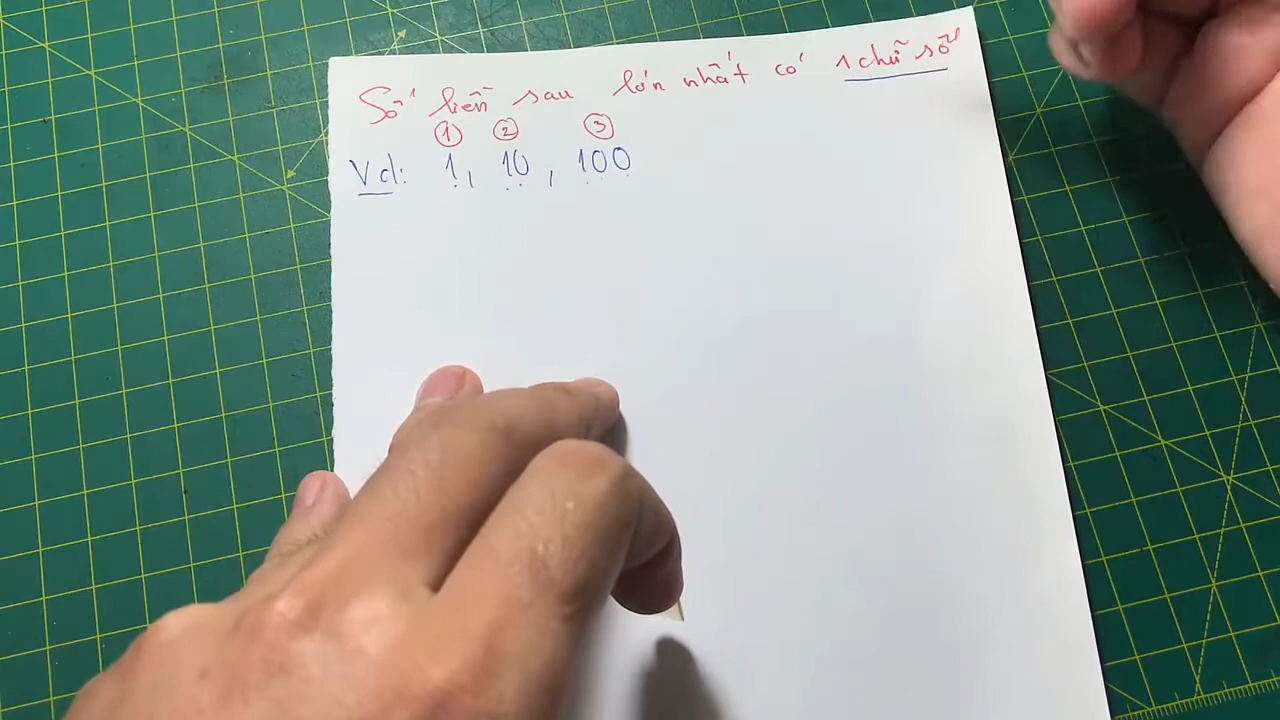 Số liền sau lớn nhất có 1 chữ số
① ② ③
Vd: 1, 10, 100